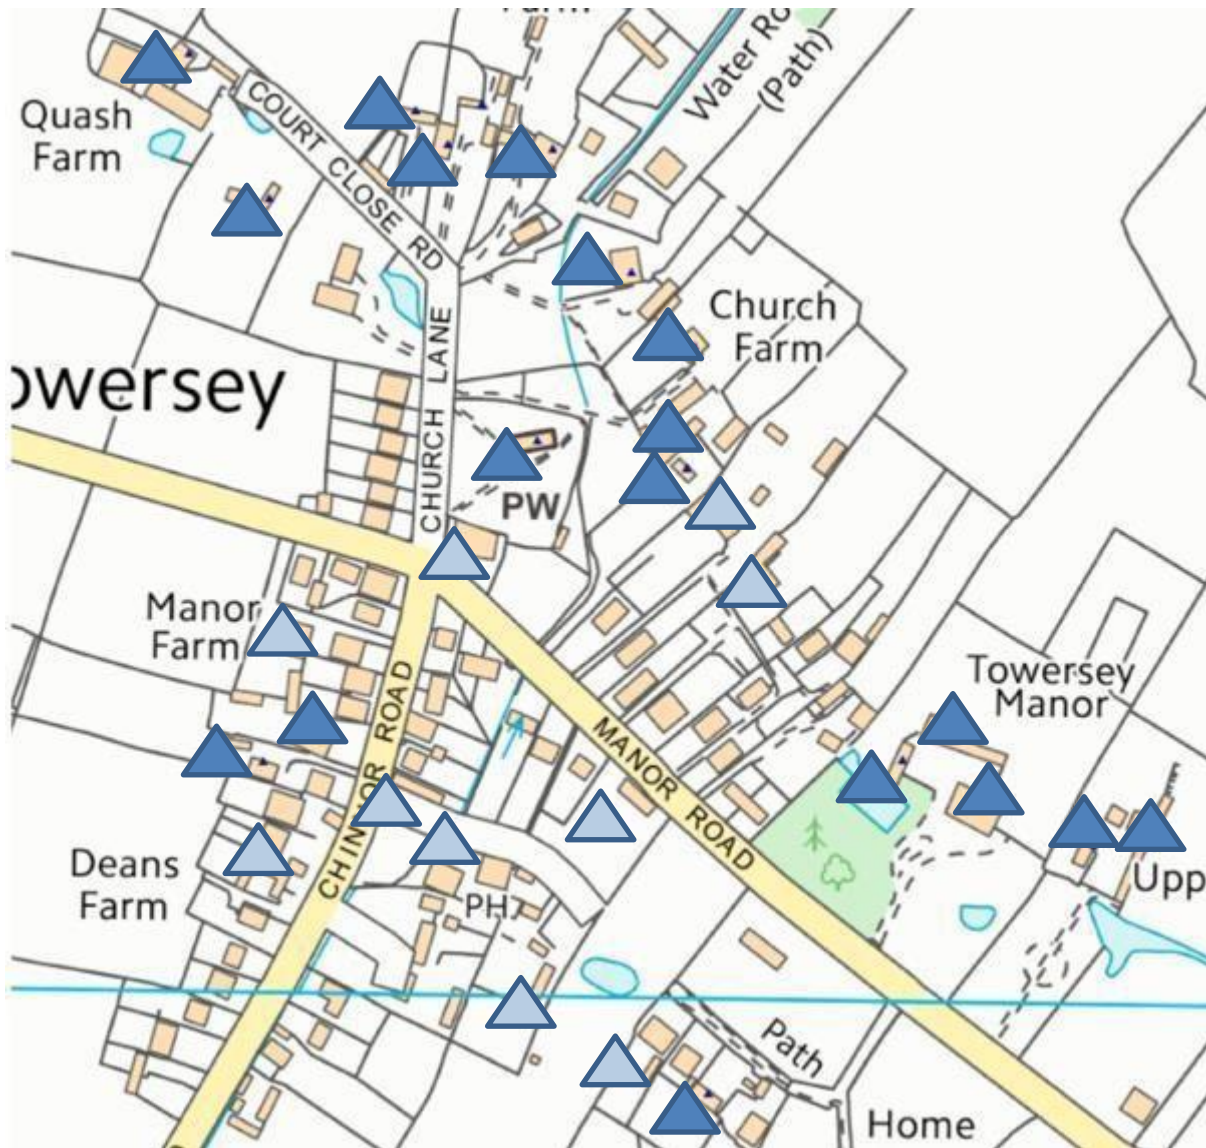 Water Ro
(Path)
Quash
Farm
COURT CLOSE RD
Church
Farm
CHURCH LANE
owersey
PW
Manor
Farm
Towersey
Manor
MANOR ROAD
CHINNOR ROAD
Deans
Farm
PH
Upp
Path
Home